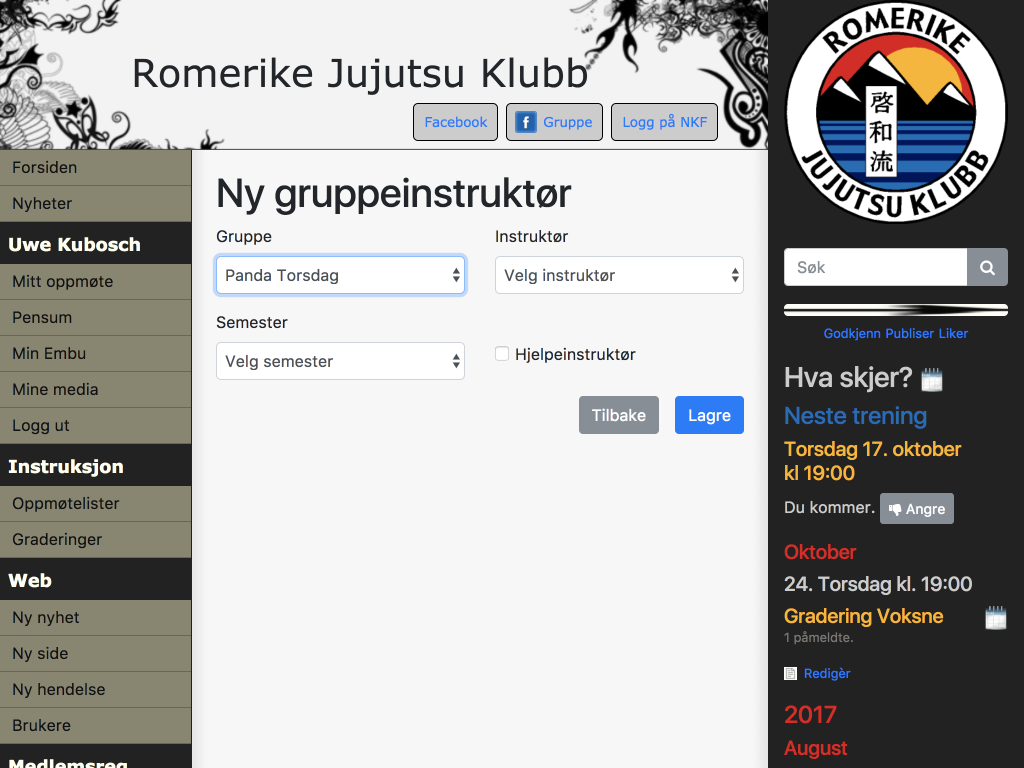 Romerike Jujutsu Klubb
Facebook
Gruppe
Logg på NKF
Forsiden
Nyheter
Uwe Kubosch
Mitt oppmøte
Pensum
Min Embu
Mine media
Logg ut
Instruksjon
Oppmøtelister
Graderinger
Web
Ny nyhet
Ny side
Ny hendelse
Brukere
Medlemsreg
Ny gruppeinstruktør
Gruppe
Instruktør
Panda Torsdag
Velg instruktør
Semester
Velg semester
Hjelpeinstruktør
Tilbake
Lagre
ROMERIKE
啓和流
JUJUTSU KLUBB
Søk
Godkjenn Publiser Liker
Hva skjer?
Neste trening
Torsdag 17. oktober
kl 19:00
Du kommer.
Angre
Oktober
24. Torsdag kl. 19:00
Gradering Voksne
1 påmeldte.
Redigèr
2017
August